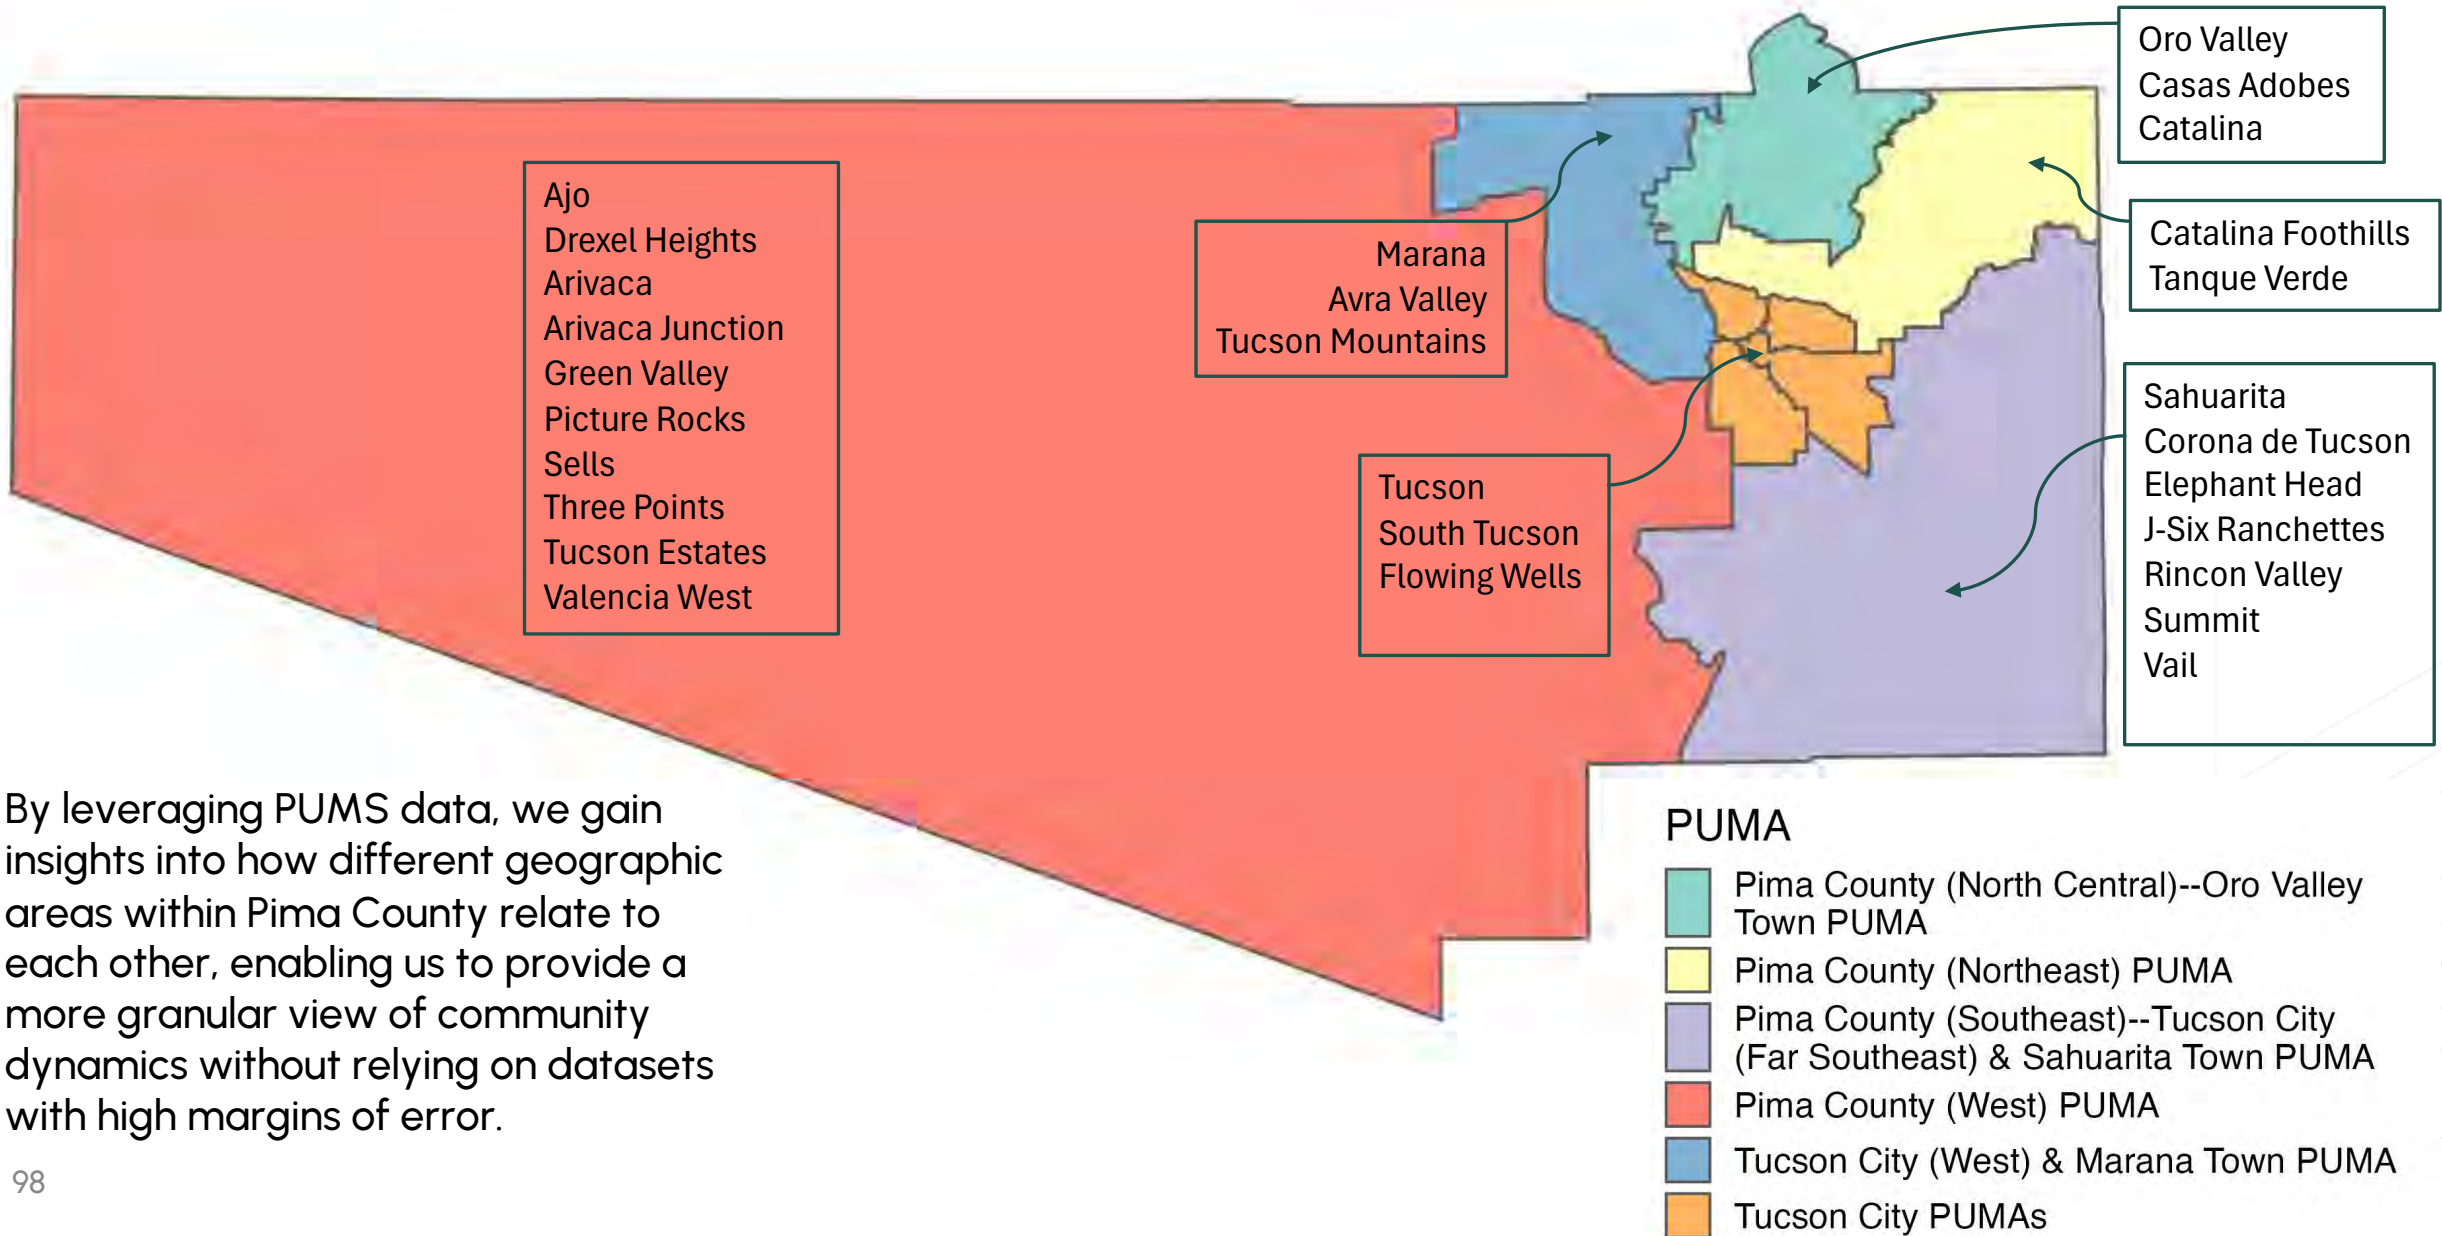 Oro Valley
Casas Adobes
Catalina
Ajo
Drexel Heights
Arivaca
Arivaca Junction
Green Valley
Picture Rocks
Sells
Three Points
Tucson Estates
Valencia West
Marana
Avra Valley
Tucson Mountains
Catalina Foothills
Tanque Verde
Tucson
South Tucson
Flowing Wells
Sahuarita
Corona de Tucson
Elephant Head
J-Six Ranchettes
Rincon Valley
Summit
Vail
By leveraging PUMS data, we gain
insights into how different geographic
areas within Pima County relate to
each other, enabling us to provide a
more granular view of community
dynamics without relying on datasets
with high margins of error.
98
PUMA
Pima County (North Central)--Oro Valley
Town PUMA
Pima County (Northeast) PUMA
Pima County (Southeast)--Tucson City
(Far Southeast) & Sahuarita Town PUMA
Pima County (West) PUMA
Tucson City (West) & Marana Town PUMA
Tucson City PUMAs